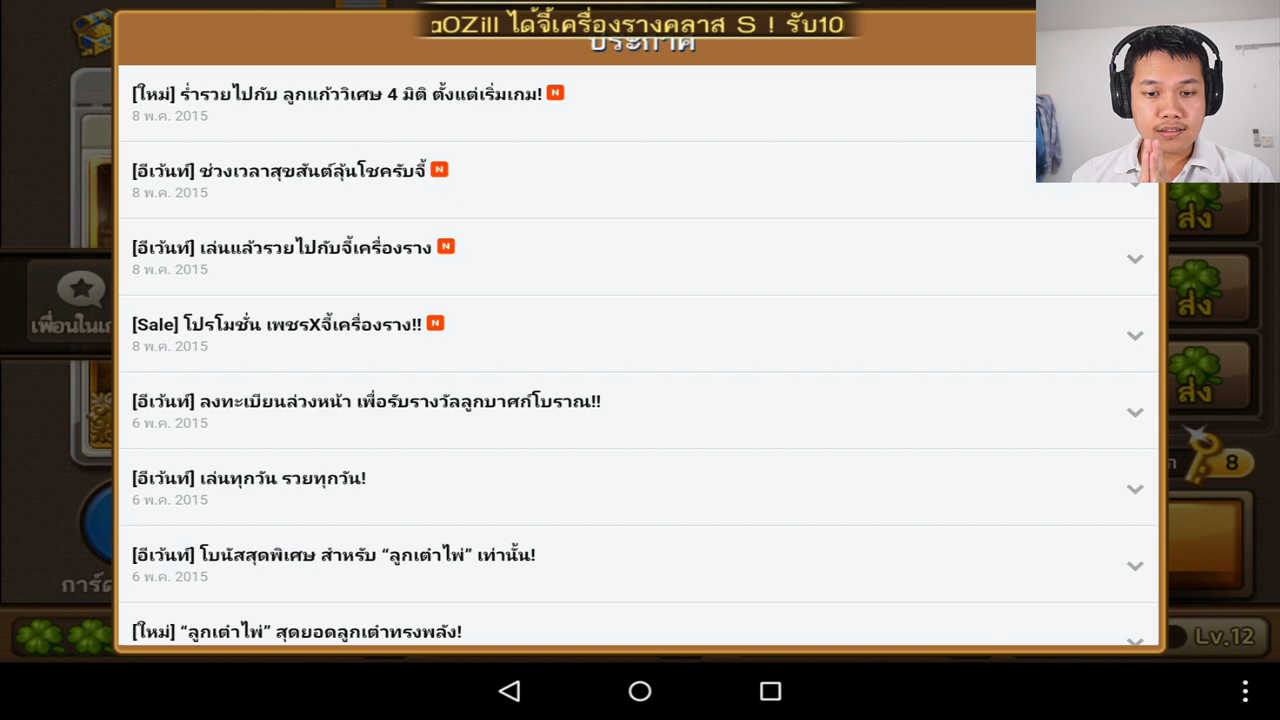 ได้จี้เครื่องรางคลาส S ! รับ10
ประกาศ
[ใหม่] ร่ำรวยไปกับ ลูกแก้ววิเศษ 4 มิติ ตั้งแต่เริ่มเกม! N
8 พ.ค. 2015
[อีเว้นท์] ช่วงเวลาสุขสันต์ลุ้นโชครับจี้ N
8 พ.ค. 2015
[อีเว้นท์] เล่นแล้วรวยไปกับจี้เครื่องราง N
8 พ.ค. 2015
[Sale] โปรโมชั่น เพชรXจี้เครื่องราง!! N
8 พ.ค. 2015
[อีเว้นท์] ลงทะเบียนล่วงหน้า เพื่อรับรางวัลลูกบาศก์โบราณ!!
6 พ.ค. 2015
[อีเว้นท์] เล่นทุกวัน รวยทุกวัน!
6 พ.ค. 2015
[อีเว้นท์] โบนัสสุดพิเศษ สำหรับ “ลูกเต๋าไพ่” เท่านั้น!
6 พ.ค. 2015
[ใหม่] “ลูกเต๋าไพ่” สุดยอดลูกเต๋าทรงพลัง!
ส่ง
ส่ง
ส่ง
8
Lv.12